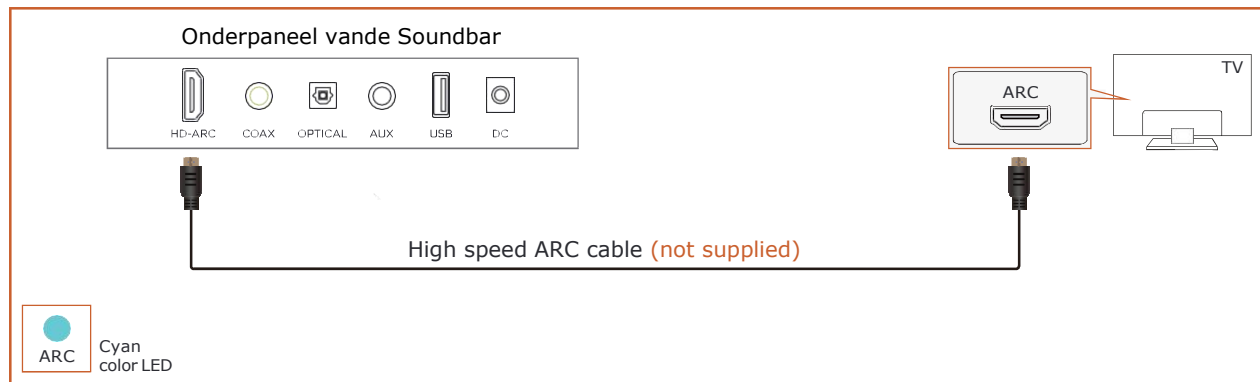 Onderpaneel vande Soundbar
HD-ARC COAX OPTICAL AUX USB DC
TV
ARC
High speed ARC cable (not supplied)
ARC
Cyan
color LED